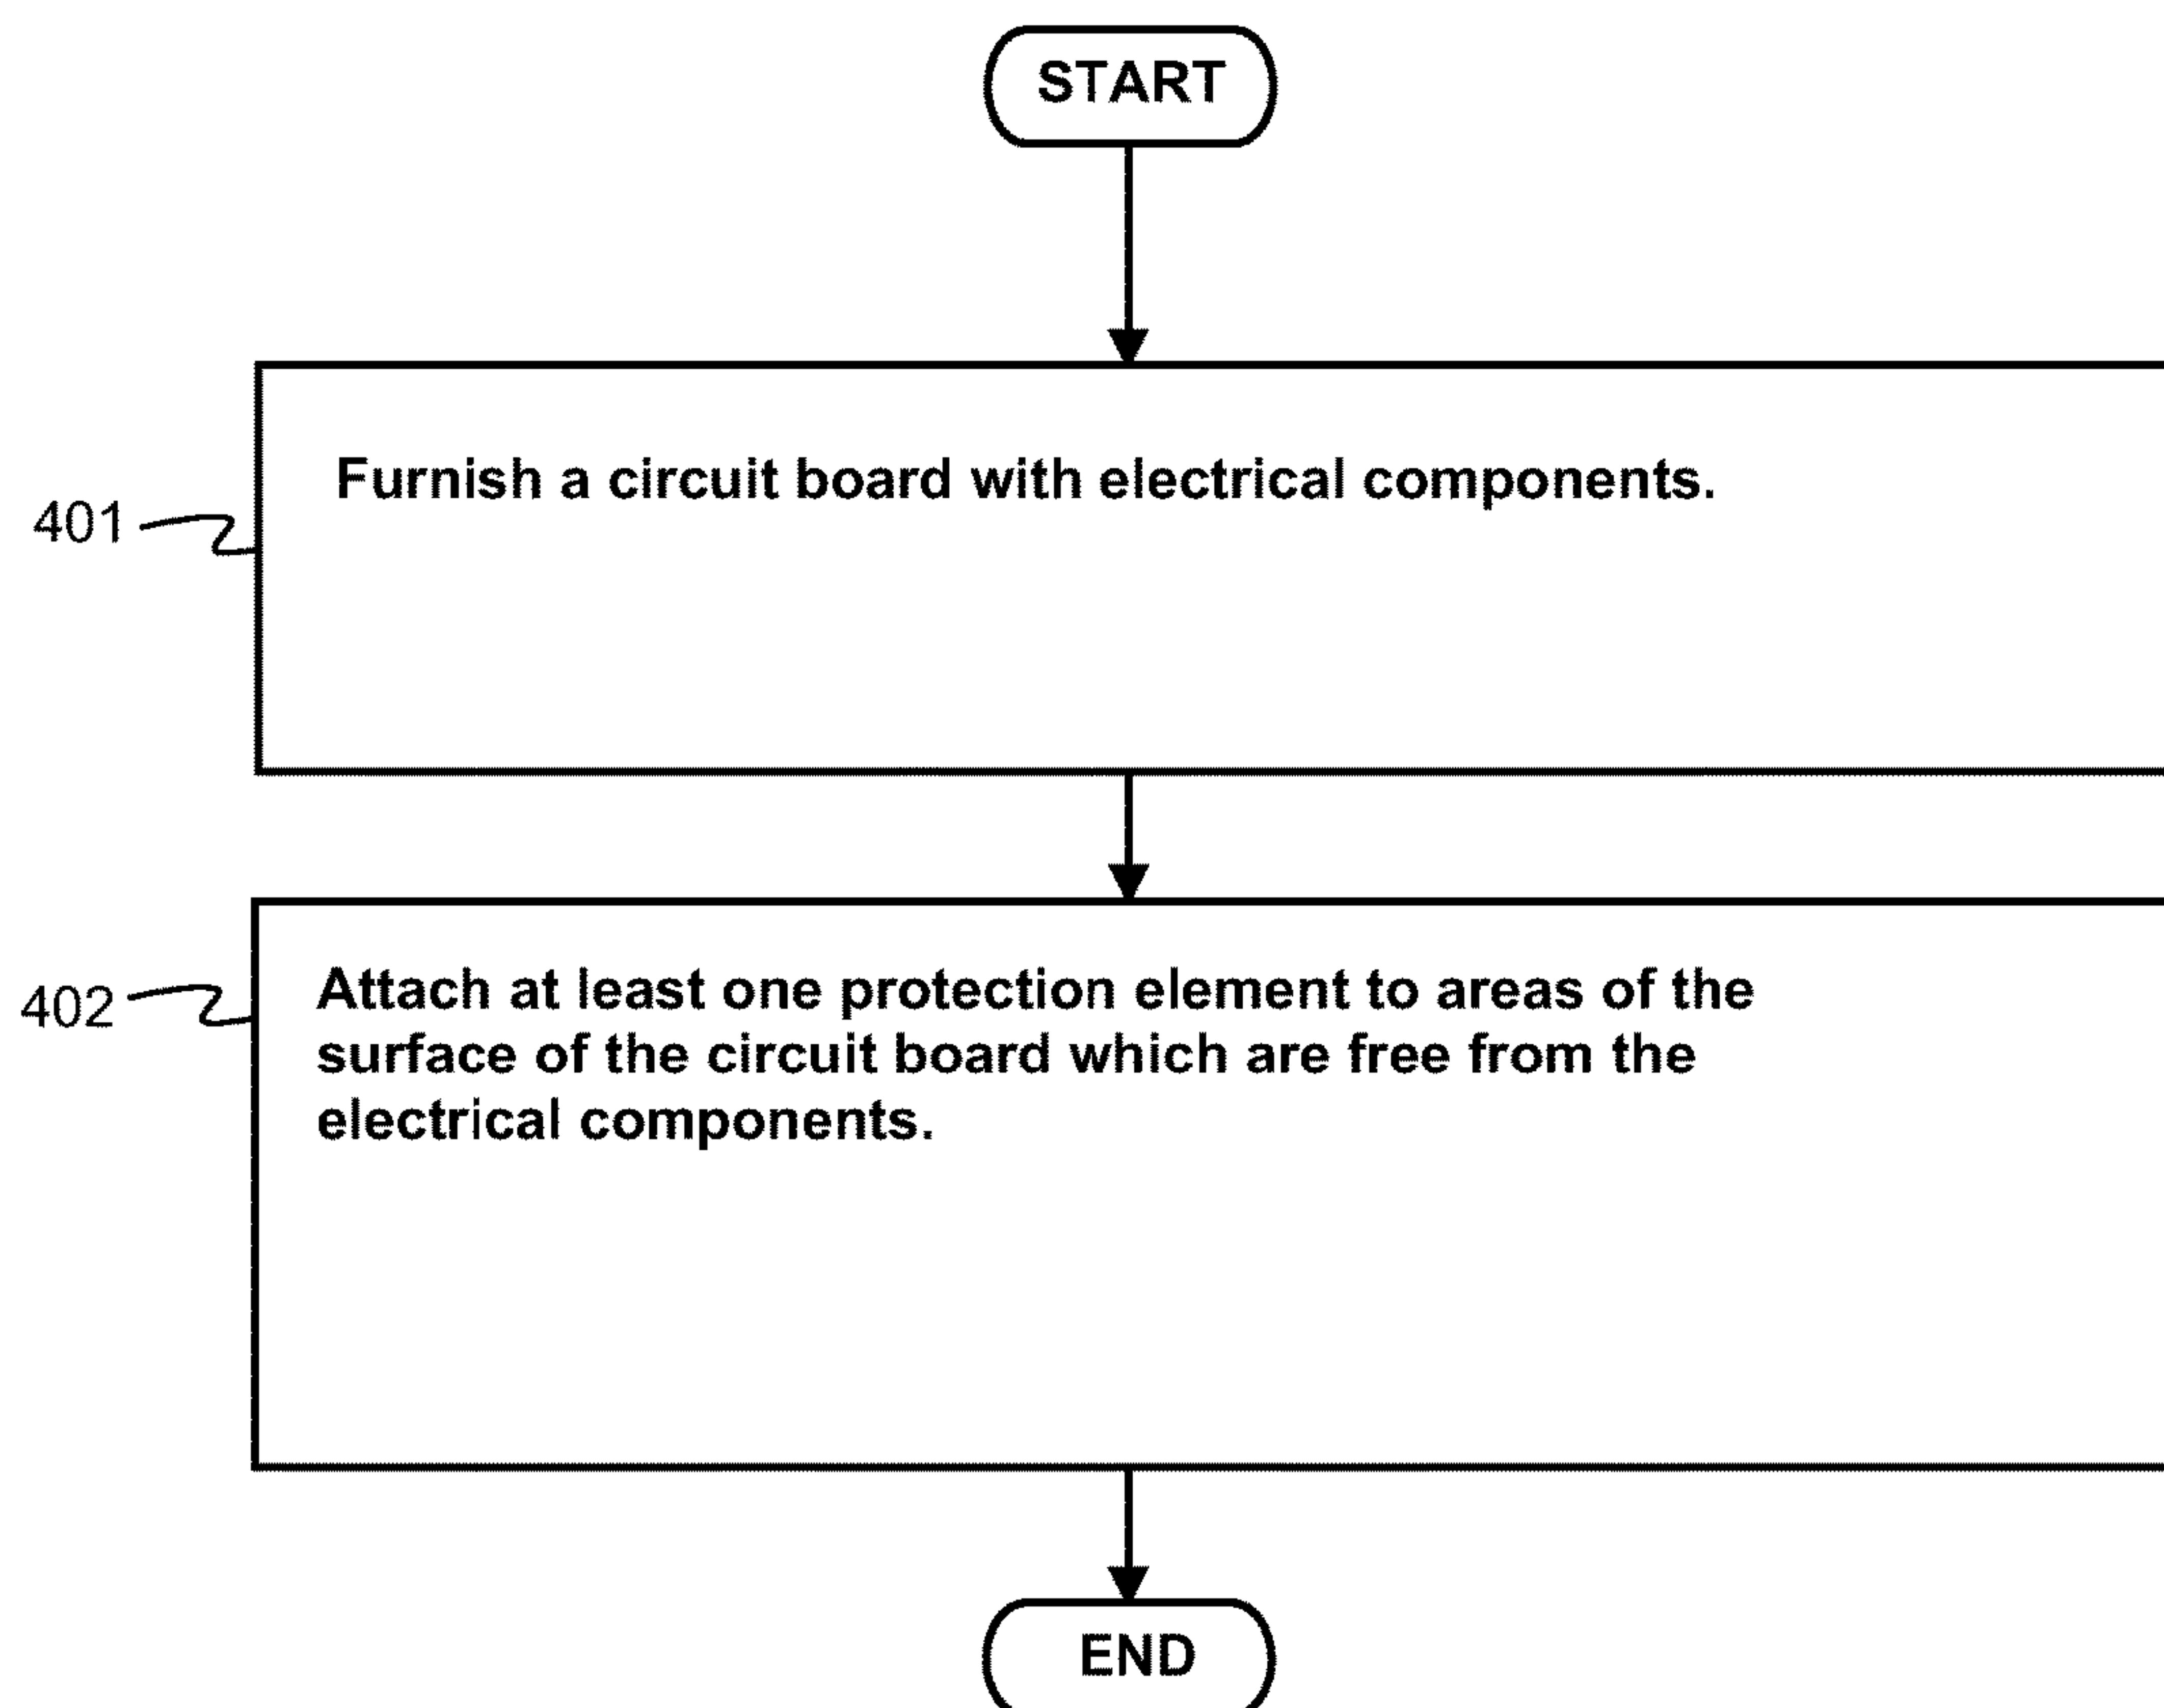 START
Furnish a circuit board with electrical components.
401
Attach at least one protection element to areas of the
surface of the circuit board which are free from the
electrical components.
402
END